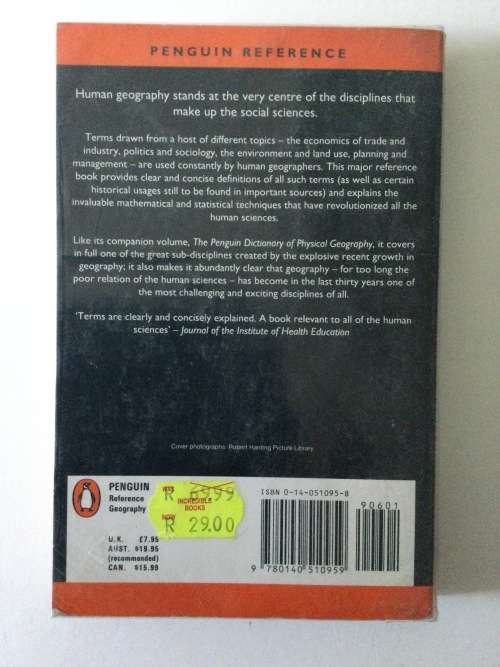 PENGUIN REFERENCE
Human geography stands at the very centre of the disciplines that
make up the social sciences.
Terms drawn from a host of different topics – the economics of trade and
industry, politics and sociology, the environment and land use, planning and
management – are used constantly by human geographers. This major reference
book provides clear and concise definitions of all such terms (as well as certain
historical usages still to be found in important sources) and explains the
invaluable mathematical and statistical techniques that have revolutionized all the
human sciences.
Like its companion volume, The Penguin Dictionary of Physical Geography, it covers
in full one of the great sub-disciplines created by the explosive recent growth in
geography; it also makes it abundantly clear that geography – for too long the
poor relation of the human sciences – has become in the last thirty years one of
the most challenging and exciting disciplines of all.
'Terms are clearly and concisely explained. A book relevant to all of the human
sciences' – Journal of the Institute of Health Education
Cover photographs: Robert Harding Picture Library
PENGUIN
Reference
Geography
WAS
R 6999
INCREDIBLE
BOOKS
NOW
R 29.00
U.K. £7.95
AUST. $19.95
(recommended)
CAN. $15.99
ISBN 0-14-051095-8
90601
9 780140 510959